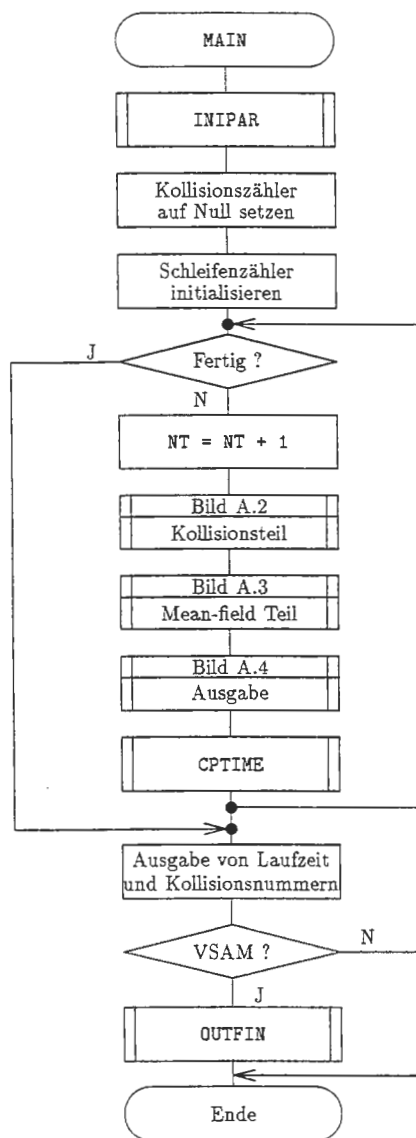 MAIN
INIPAR
Kollisionszähler
auf Null setzen
Schleifenzähler
initialisieren
J
Fertig ?
N
NT = NT + 1
Bild A.2
Kollisionsteil
Bild A.3
Mean-field Teil
Bild A.4
Ausgabe
CPTIME
Ausgabe von Laufzeit
und Kollisionsnummern
VSAM ?
N
J
OUTFIN
Ende